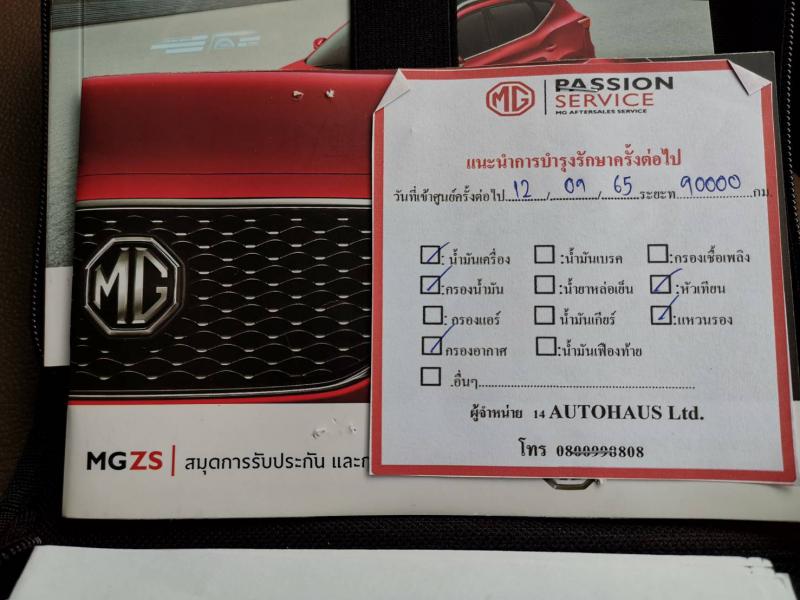 MG PASSION
SERVICE
MG AFTERSALES SERVICE
แนะนำการบำรุงรักษาครั้งต่อไป
วันที่เข้าศูนย์ครั้งต่อไป 12 / 09 / 65 ระยะท 90000 กม.
☑: น้ำมันเครื่อง ☐:น้ำมันเบรค ☐:กรองเชื้อเพลิง
☑:กรองน้ำมัน ☐:น้ำยาหล่อเย็น ☑:หัวเทียน
☐: กรองแอร์ ☐:น้ำมันเกียร์ ☑:แหวนรอง
☑กรองอากาศ ☐:น้ำมันเฟืองท้าย
☐ .อื่นๆ
ผู้จำหน่าย 14 AUTOHAUS Ltd.
โทร 0800998808
MG
MGZS | สมุดการรับประกัน และก